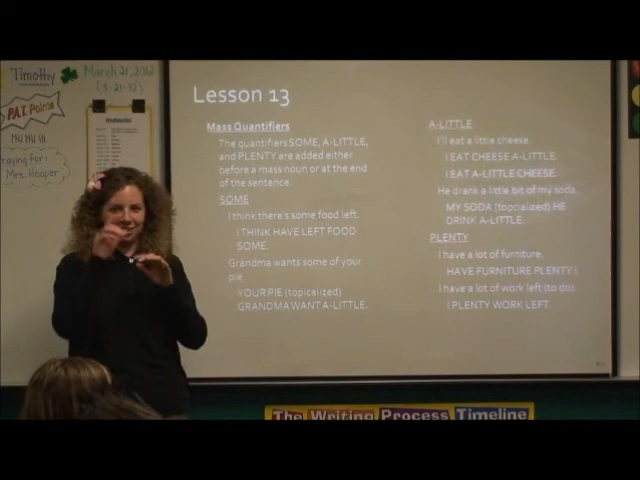 Timothy
March 21, 2012
(3-21-12)
P.A.T. Points
Praying for:
Mrs. Hooper
Lesson 13
Mass Quantifiers
The quantifiers SOME, A-LITTLE,
and PLENTY are added either
before a mass noun or at the end
of the sentence.
SOME
I think there's some food left.
I THINK HAVE LEFT FOOD
SOME.
Grandma wants some of your
pie.
YOUR PIE (topicalized)
GRANDMA WANT A-LITTLE.
A-LITTLE
I'll eat a little cheese
I EAT CHEESE A-LITTLE.
I EAT A-LITTLE CHEESE
He drank a little bit of my soda.
MY SODA (topcialized) HE
DRINK A-LITTLE.
PLENTY
I have a lot of furniture.
HAVE FURNITURE PLENTY I.
I have a lot of work left (to do).
I PLENTY WORK LEFT.
The Writing Process Timeline